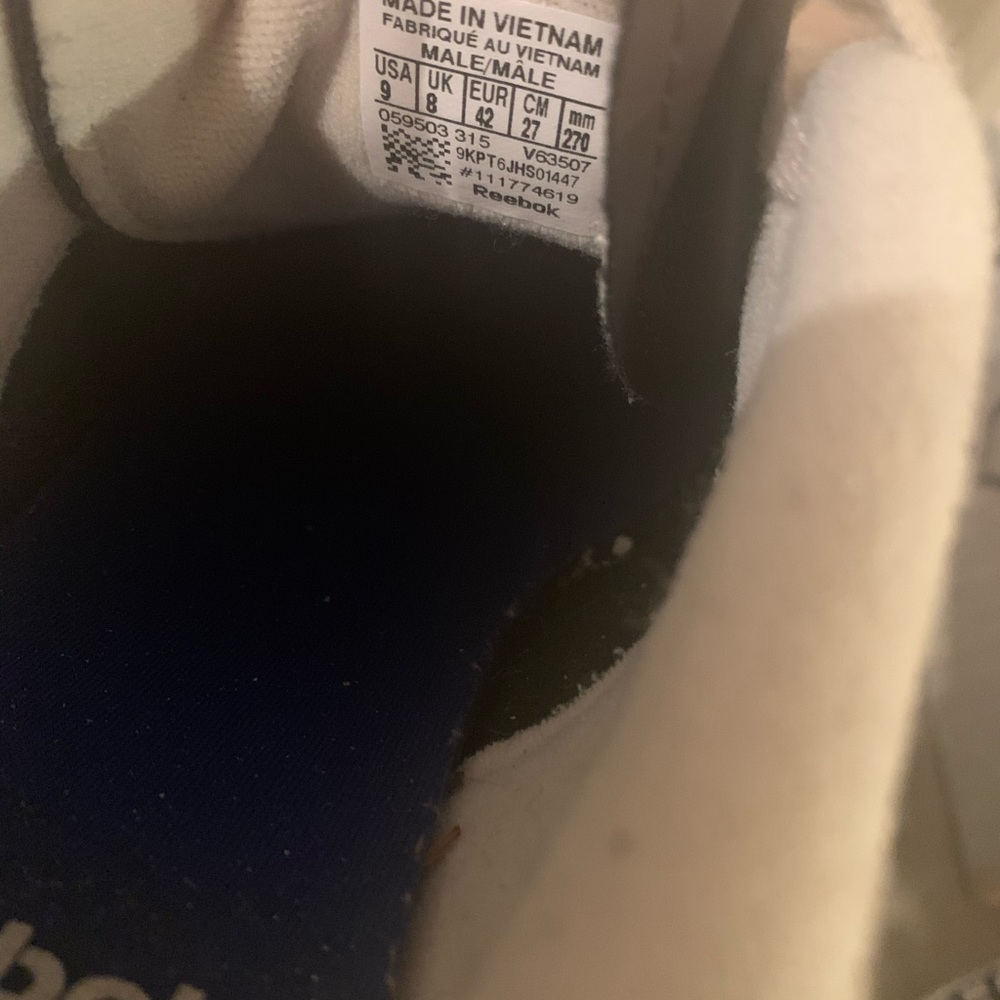 MADE IN VIETNAM
FABRIQUÉ AU VIETNAM
MALE/MÂLE
USA UK EUR CM mm
9 8 42 27 270
059503 315 V63507
9KPT6JHS01447
#111774619
Reebok